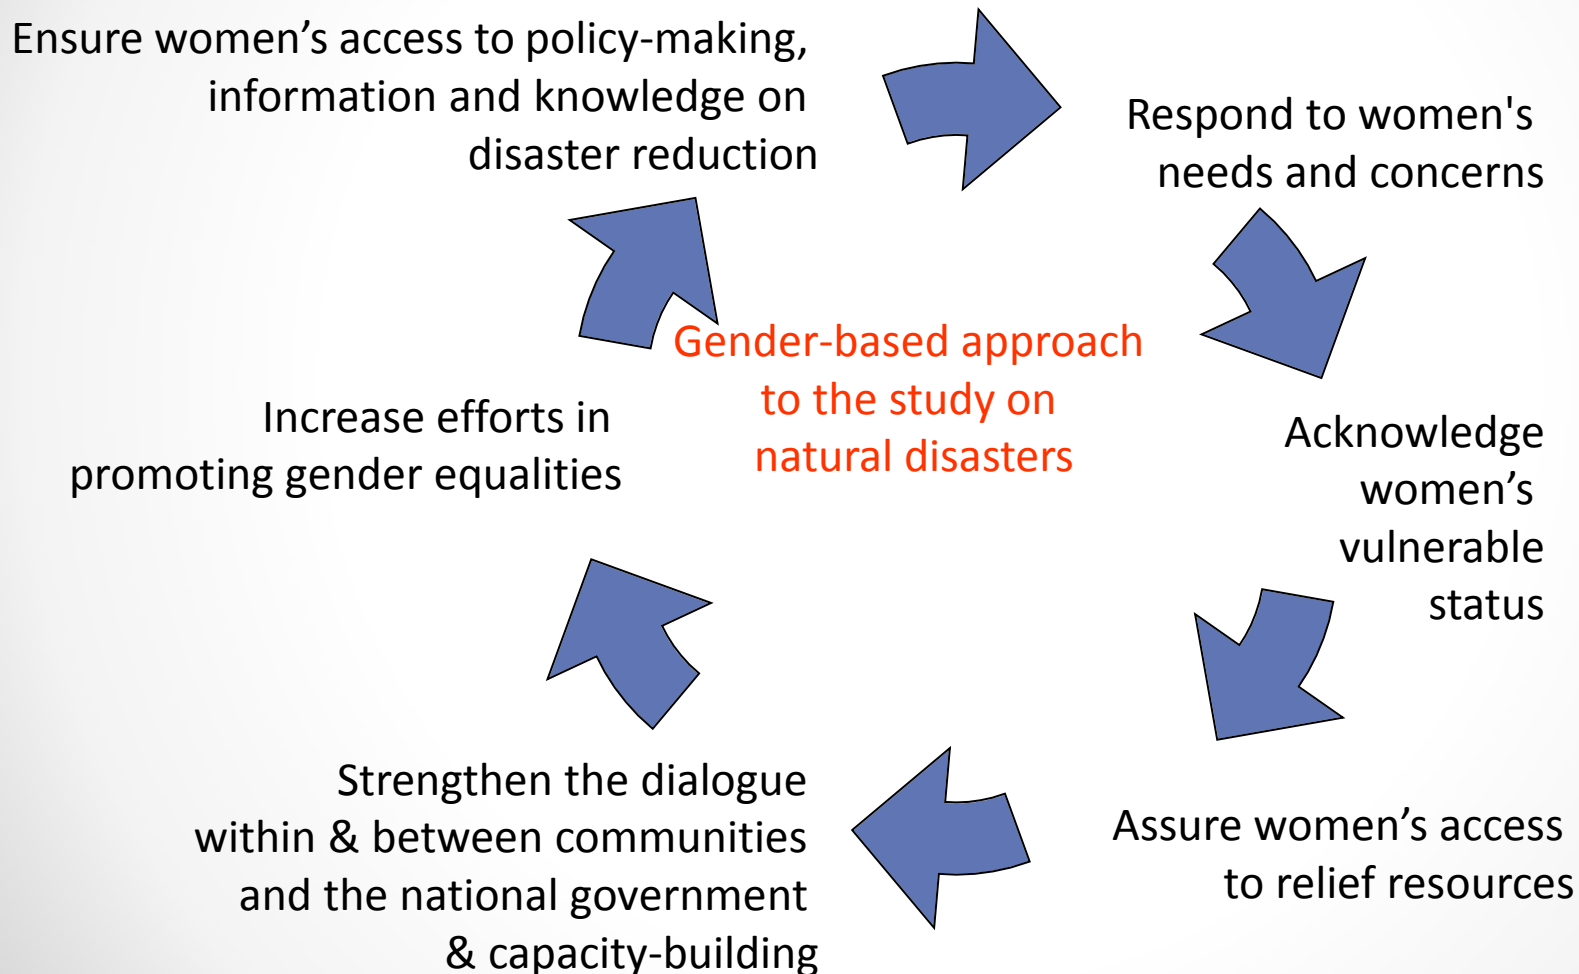 Ensure women’s access to policy-making,
information and knowledge on
disaster reduction
Respond to women's
needs and concerns
Gender-based approach
to the study on
natural disasters
Increase efforts in
promoting gender equalities
Acknowledge
women’s
vulnerable
status
Strengthen the dialogue
within & between communities
and the national government
& capacity-building
Assure women’s access
to relief resources